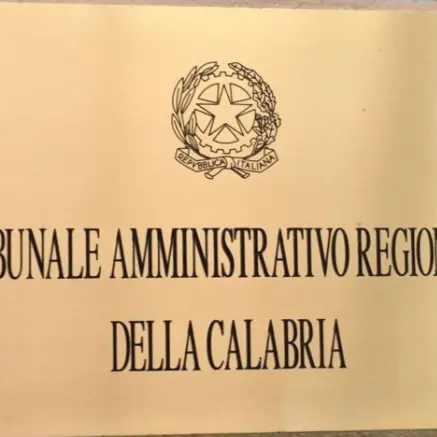 REPVBBLICA ITALIANA
BUNALE AMMINISTRATIVO REGIO
DELLA CALABRIA